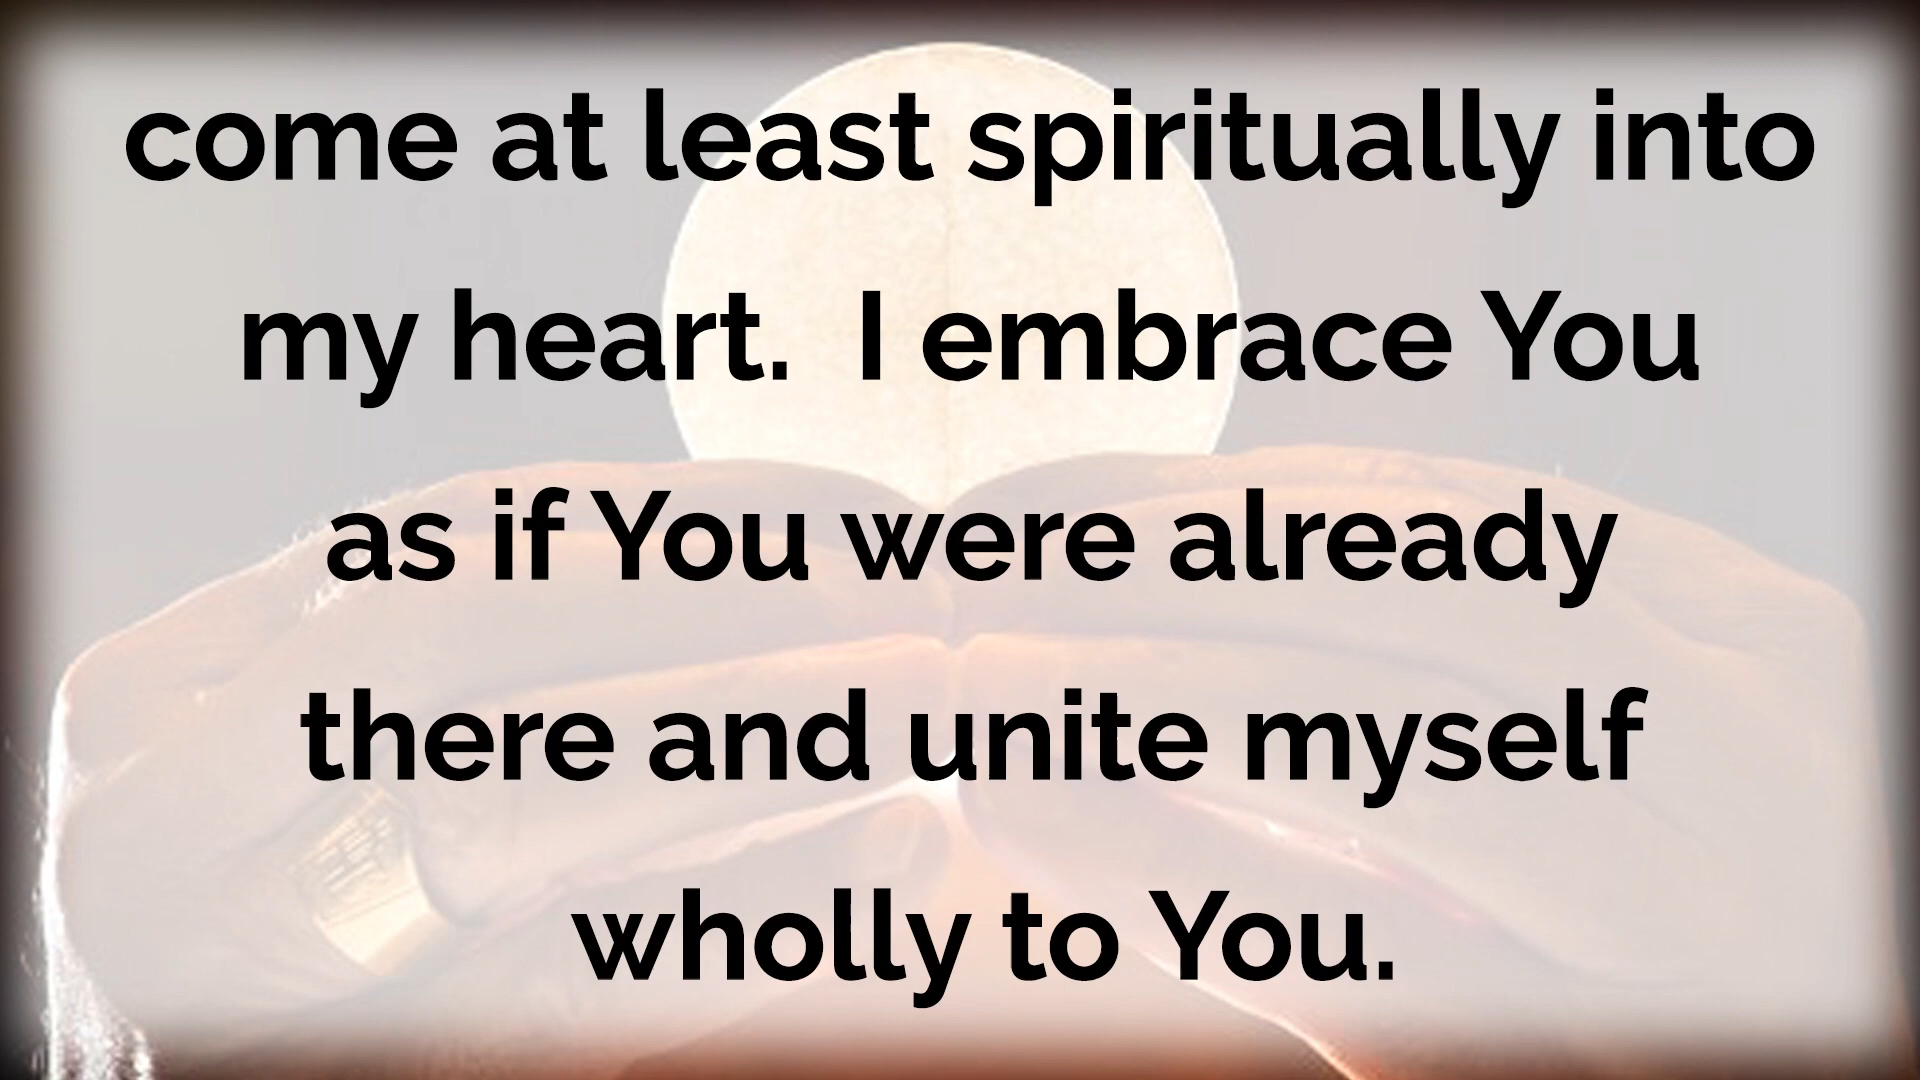 come at least spiritually into
my heart.  I embrace You
as if You were already
there and unite myself
wholly to You.